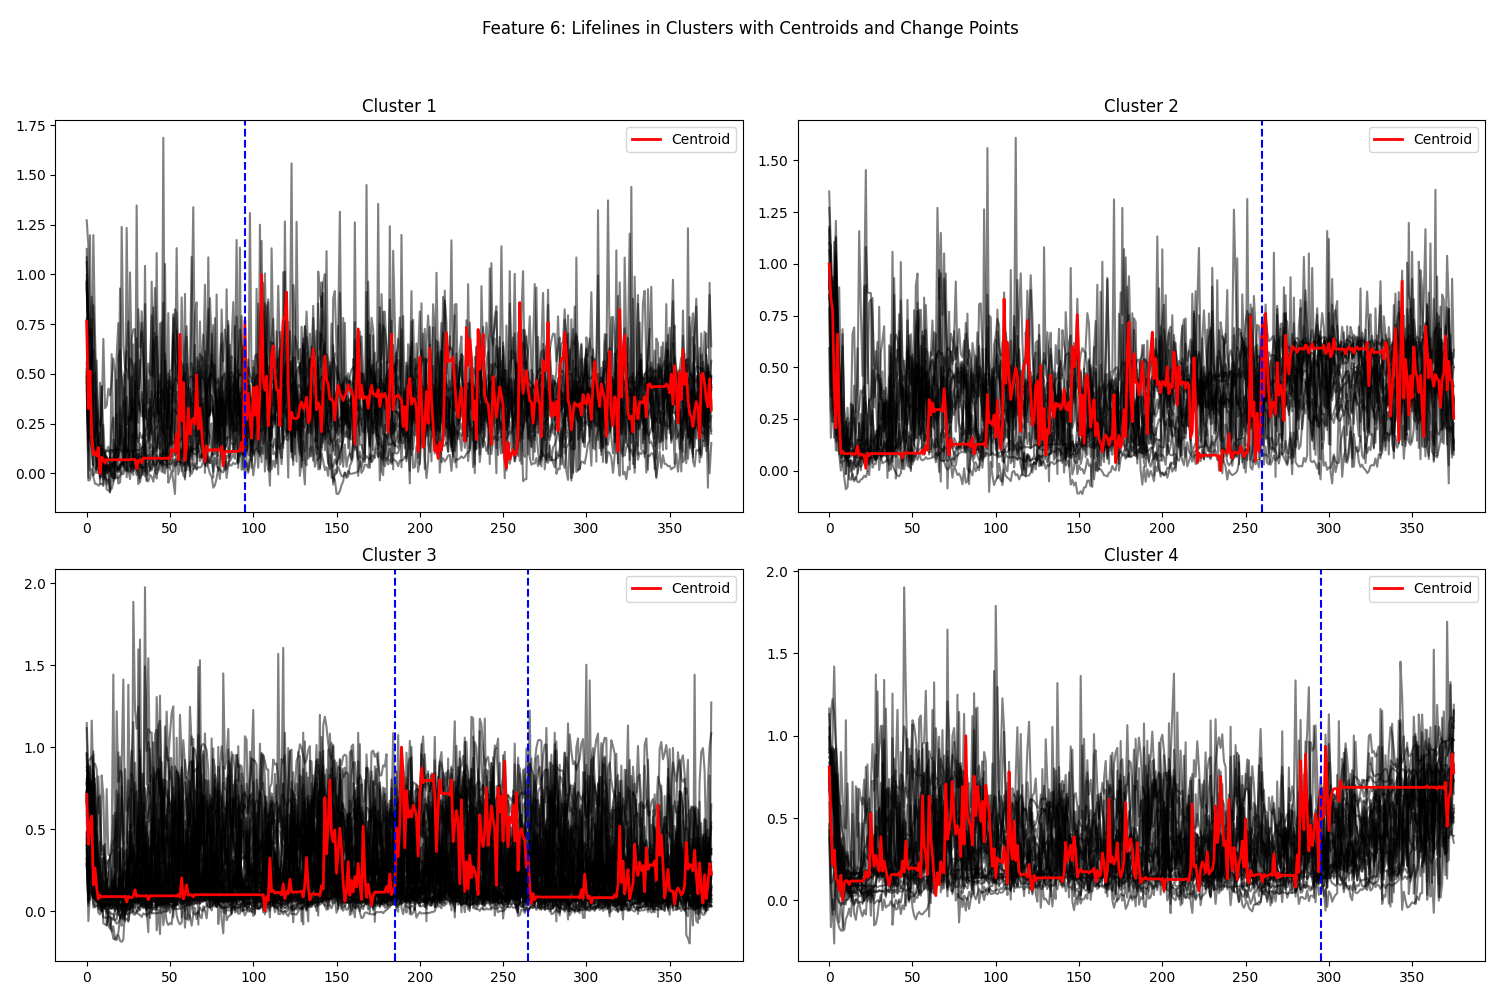 Feature 6: Lifelines in Clusters with Centroids and Change Points
Cluster 1
Centroid
1.75
1.50
1.25
1.00
0.75
0.50
0.25
0.00
0 50 100 150 200 250 300 350
Cluster 2
Centroid
1.50
1.25
1.00
0.75
0.50
0.25
0.00
0 50 100 150 200 250 300 350
Cluster 3
Centroid
2.0
1.5
1.0
0.5
0.0
0 50 100 150 200 250 300 350
Cluster 4
Centroid
2.0
1.5
1.0
0.5
0.0
0 50 100 150 200 250 300 350